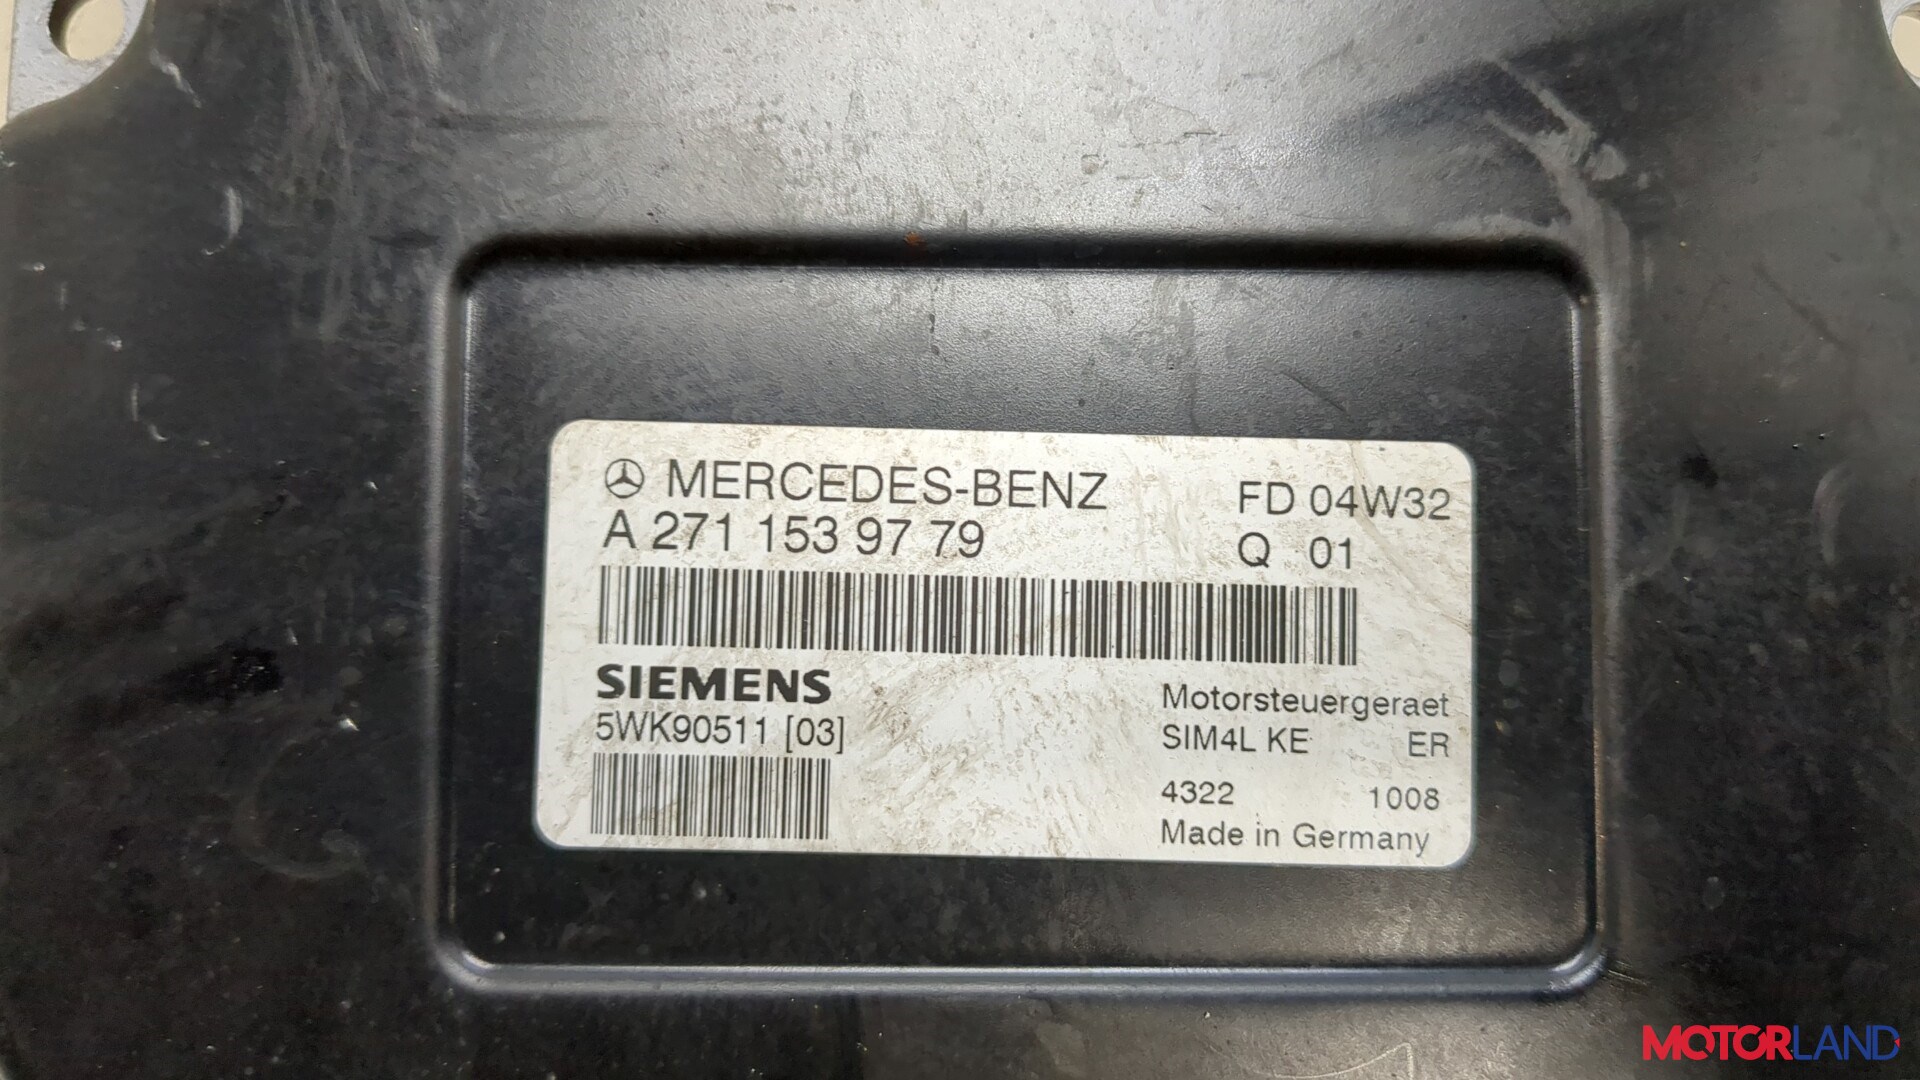 MERCEDES-BENZ FD 04W32
A 271 153 97 79 Q 01
SIEMENS
5WK90511 [03]
Motorsteuergeraet
SIM4L KE ER
4322 1008
Made in Germany
MOTORLAND